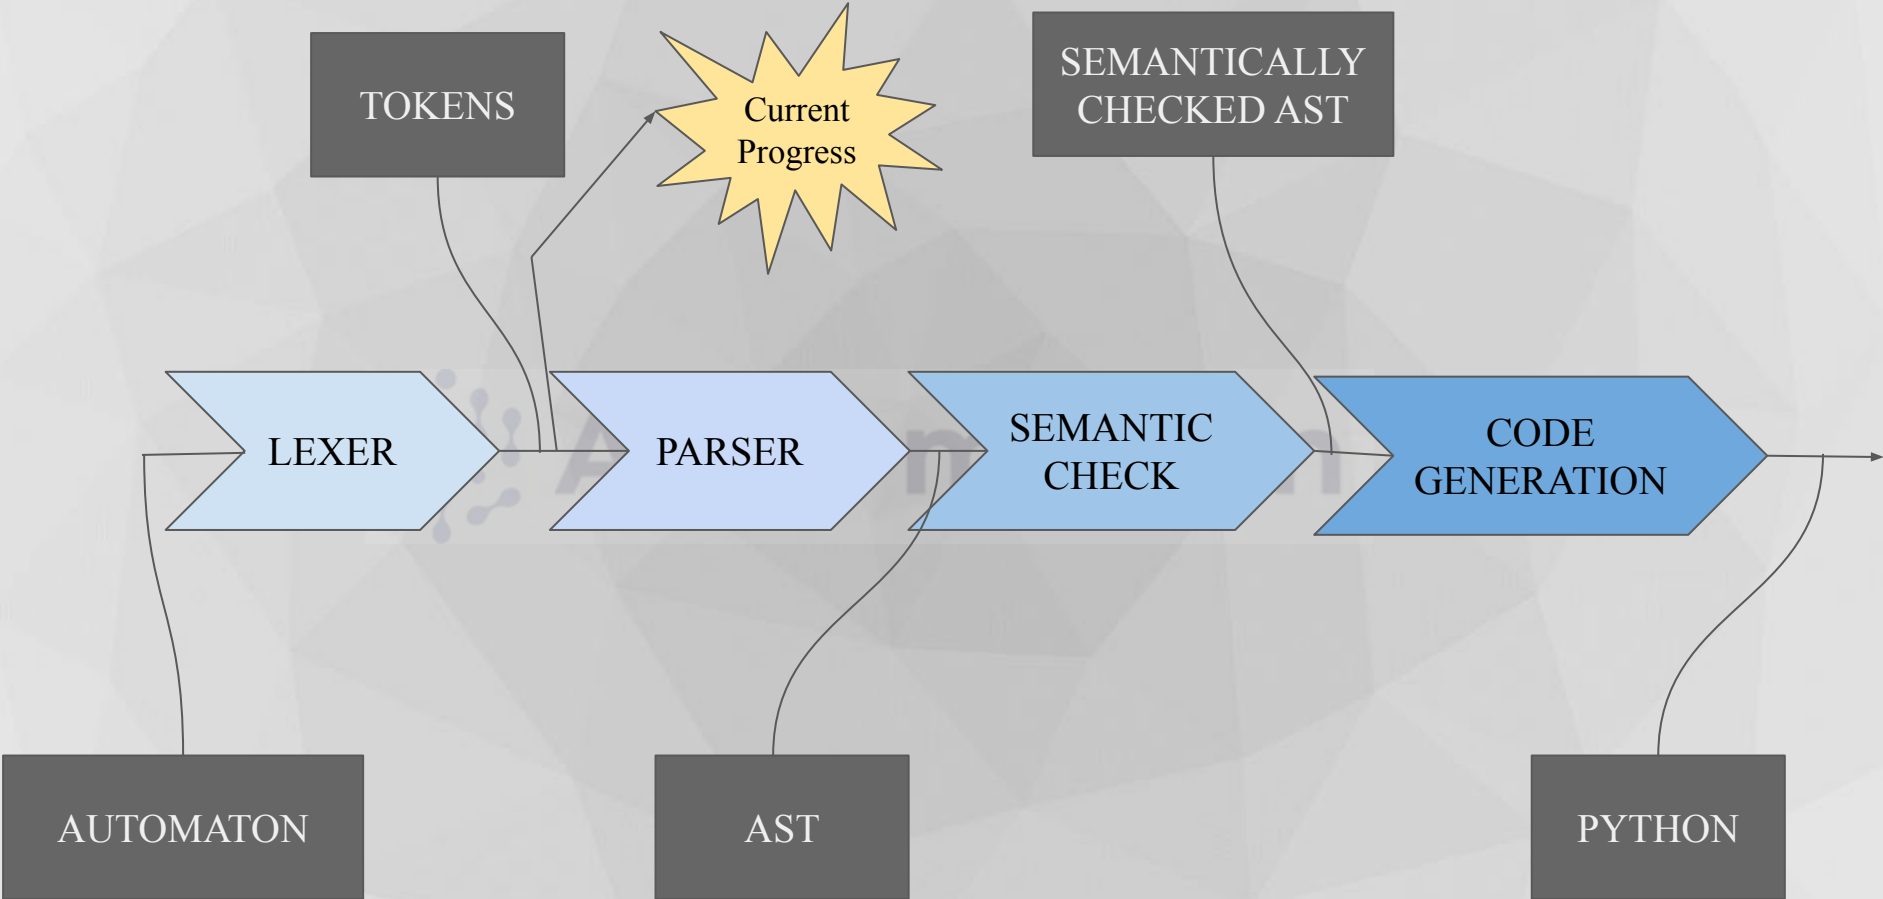 TOKENS
Current
Progress
SEMANTICALLY
CHECKED AST
LEXER
PARSER
SEMANTIC
CHECK
CODE
GENERATION
AUTOMATON
AST
PYTHON